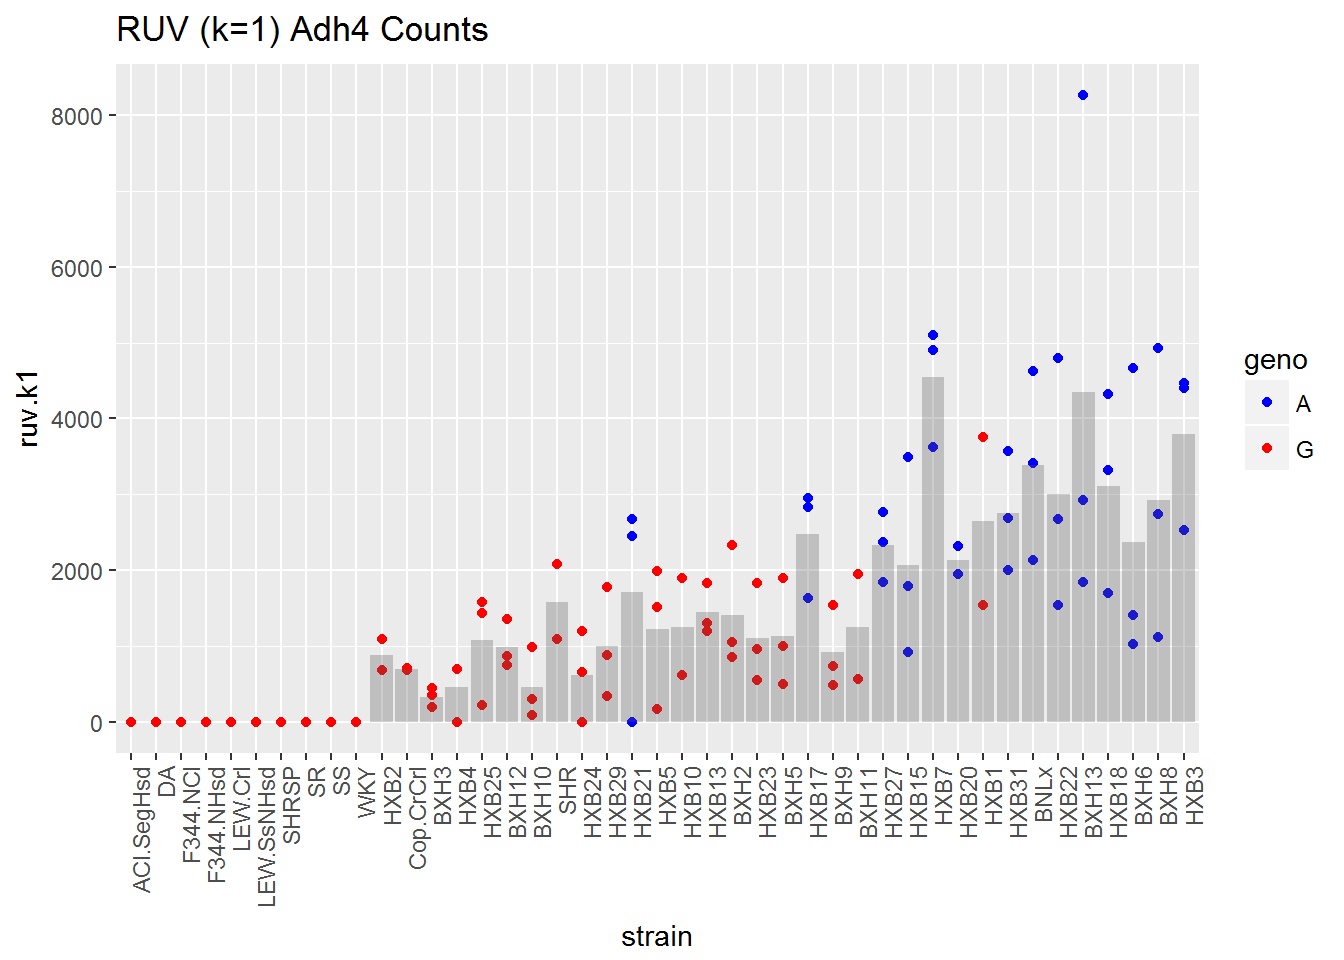 RUV (k=1) Adh4 Counts
ruv.k1
8000
6000
4000
2000
0
ACI.SegHsd
DA
F344.NCI
F344.NHsd
LEW.Crl
LEW.SsNHsd
SHRSP
SR
SS
WKY
HXB2
Cop.CrCrl
BXH3
HXB4
HXB25
BXH12
BXH10
SHR
HXB24
HXB29
HXB21
HXB5
HXB10
HXB13
BXH2
HXB23
BXH5
HXB17
BXH9
BXH11
HXB27
HXB15
HXB7
HXB20
HXB1
HXB31
BNLx
HXB22
BXH13
HXB18
BXH6
BXH8
HXB3
strain
geno
A
G